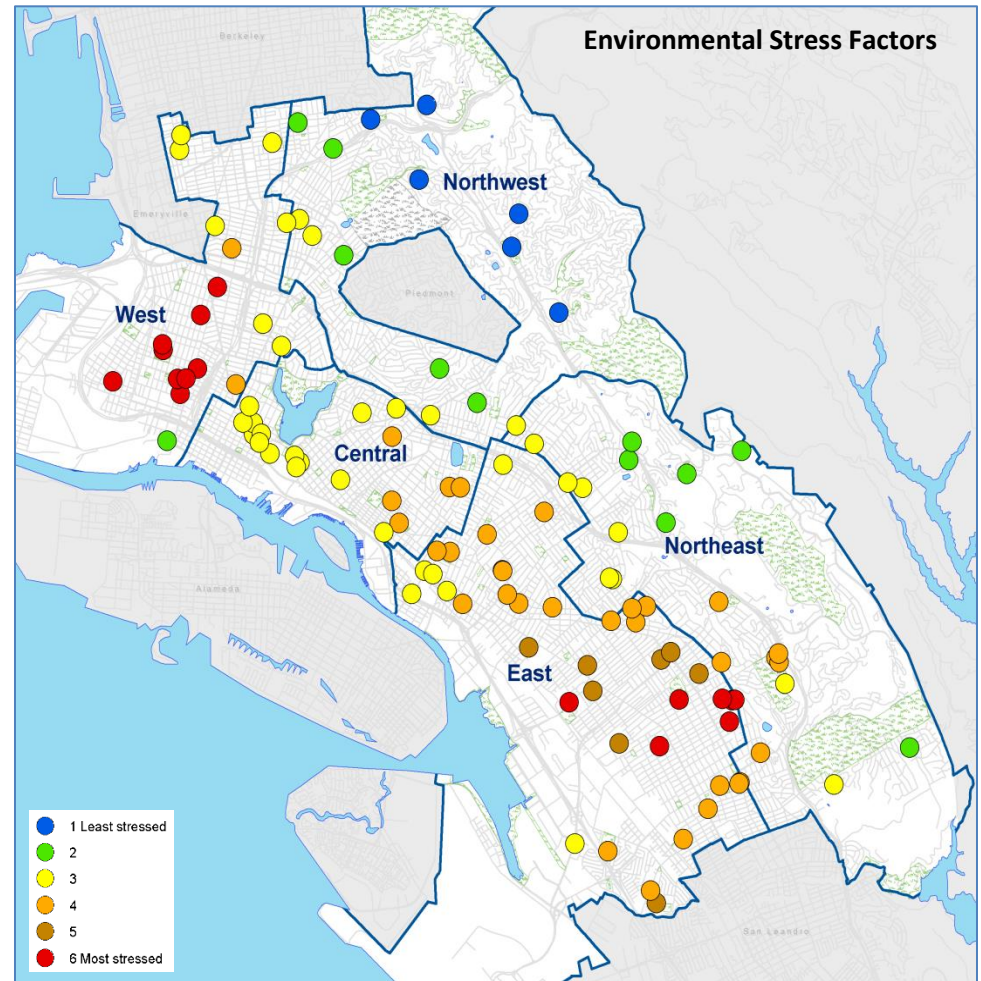 Environmental Stress Factors
Berkeley
Northwest
Emeryville
Piedmont
West
Central
Northeast
Alameda
East
1 Least stressed
2
3
4
5
6 Most stressed
San Leandro